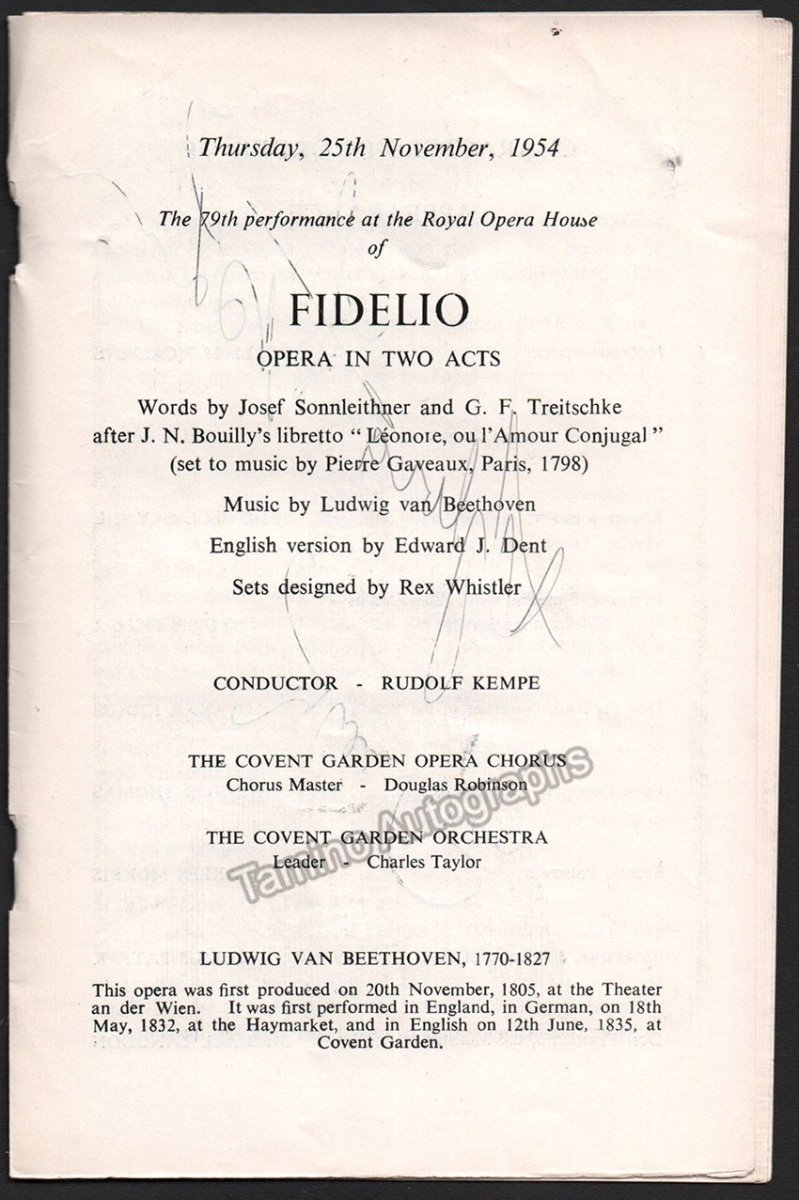 Thursday, 25th November, 1954
The 79th performance at the Royal Opera House
of
FIDELIO
OPERA IN TWO ACTS
Words by Josef Sonnleithner and G. F. Treitschke
after J. N. Bouilly's libretto " Léonore, ou l'Amour Conjugal "
(set to music by Pierre Gaveaux, Paris, 1798)
Music by Ludwig van Beethoven
English version by Edward J. Dent
Sets designed by Rex Whistler
CONDUCTOR - RUDOLF KEMPE
THE COVENT GARDEN OPERA CHORUS
Chorus Master - Douglas Robinson
THE COVENT GARDEN ORCHESTRA
Leader - Charles Taylor
Tamino Autographs
LUDWIG VAN BEETHOVEN, 1770-1827
This opera was first produced on 20th November, 1805, at the Theater
an der Wien. It was first performed in England, in German, on 18th
May, 1832, at the Haymarket, and in English on 12th June, 1835, at
Covent Garden.